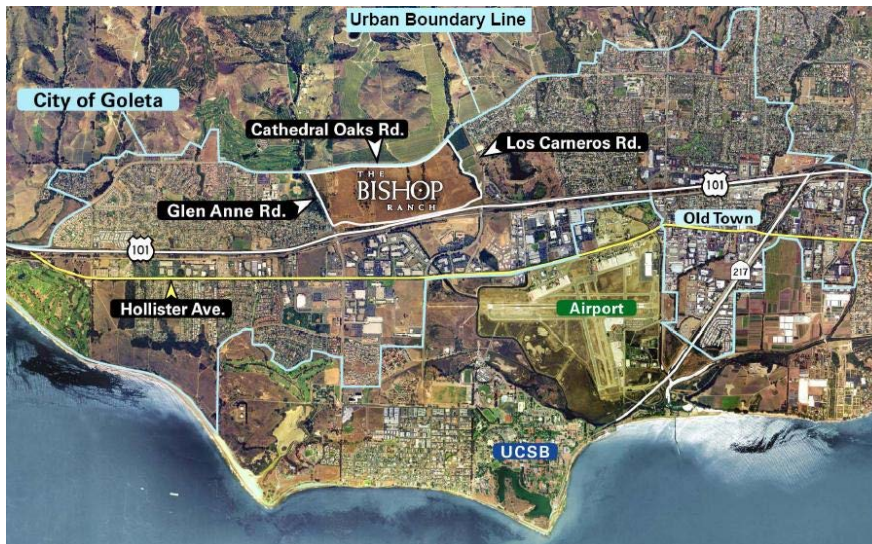 Urban Boundary Line
City of Goleta
Cathedral Oaks Rd.
Los Carneros Rd.
THE
BISHOP
RANCH
101
Glen Anne Rd.
Old Town
101
217
Hollister Ave.
Airport
UCSB